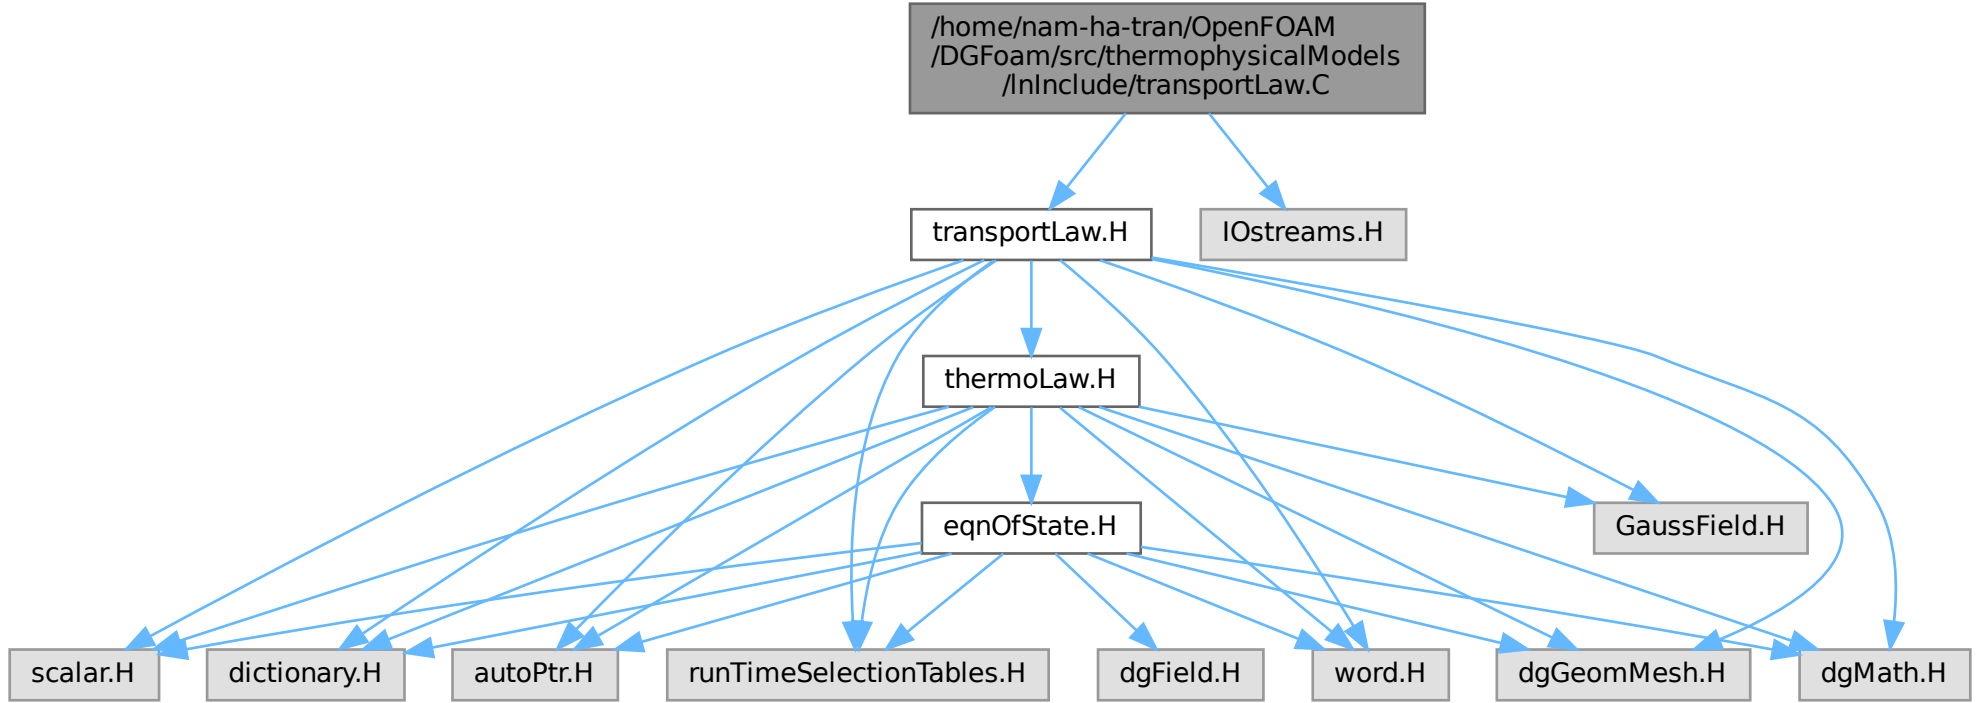 /home/nam-ha-tran/OpenFOAM
/DGFoam/src/thermophysicalModels
/lnInclude/transportLaw.C
transportLaw.H
IOstreams.H
thermoLaw.H
eqnOfState.H
GaussField.H
scalar.H
dictionary.H
autoPtr.H
runTimeSelectionTables.H
dgField.H
word.H
dgGeomMesh.H
dgMath.H